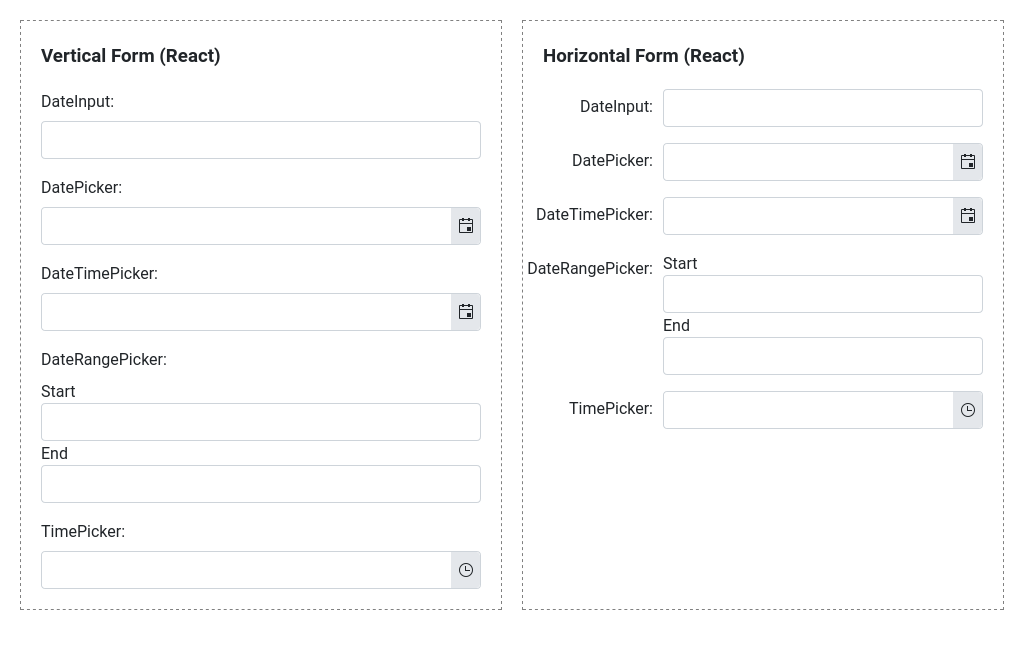 Vertical Form (React)
DateInput:
DatePicker:
DateTimePicker:
DateRangePicker:
Start
End
TimePicker:
Horizontal Form (React)
DateInput:
DatePicker:
DateTimePicker:
DateRangePicker:
Start
End
TimePicker: